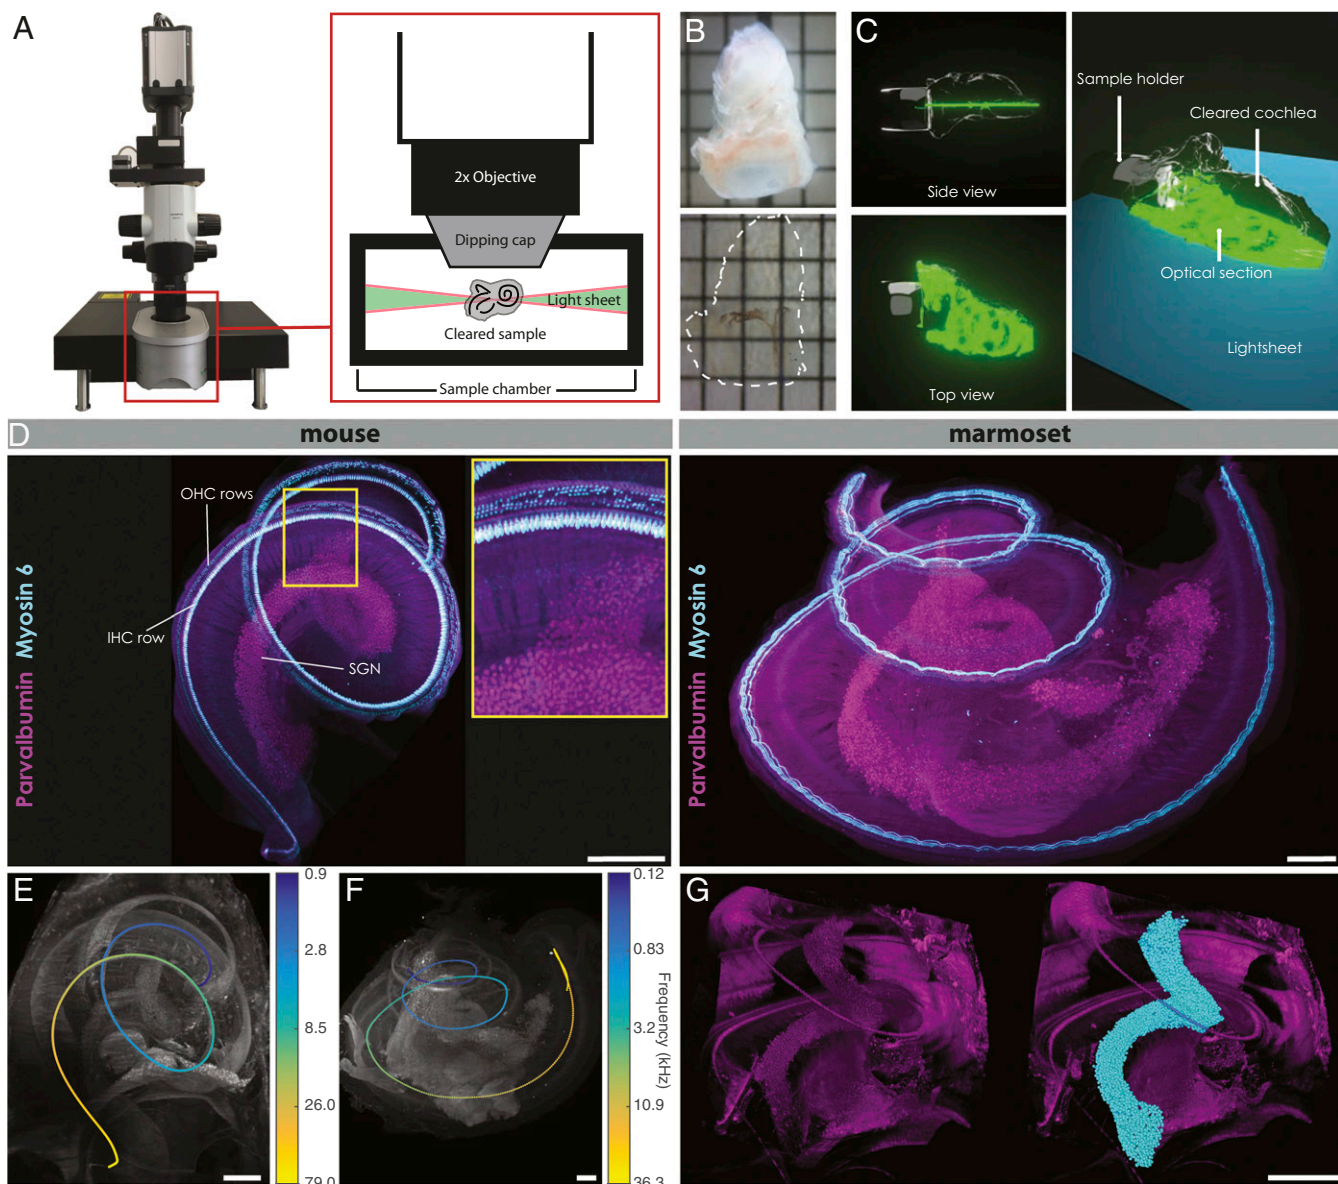 A
2x Objective
Dipping cap
Light sheet
Cleared sample
Sample chamber
B
C
Side view
Top view
Sample holder
Cleared cochlea
Optical section
Lightsheet
D
mouse
marmoset
Parvalbumin Myosin 6
OHC rows
IHC row
SGN
Parvalbumin Myosin 6
E
0.9
2.8
8.5
26.0
79.0
F
0.12
0.83
3.2
10.9
36.3
Frequency (kHz)
G